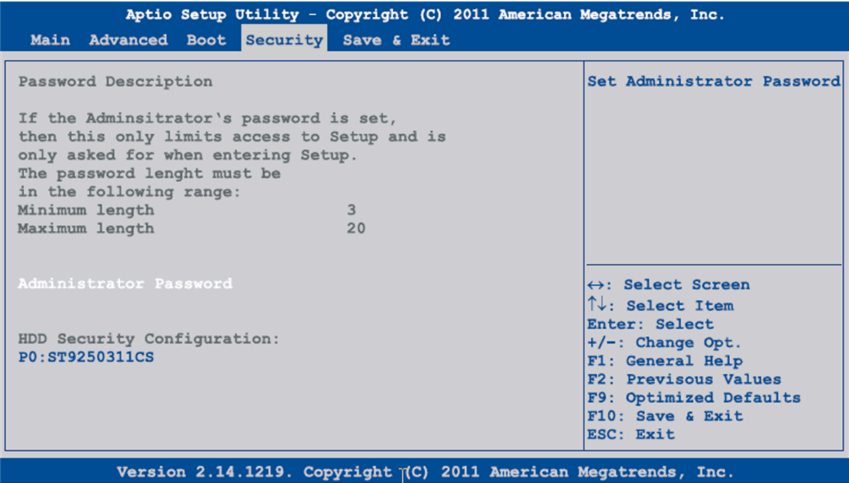 Aptio Setup Utility - Copyright (C) 2011 American Megatrends, Inc.
Main Advanced Boot Security Save & Exit
Password Description
If the Adminsitrator's password is set,
then this only limits access to Setup and is
only asked for when entering Setup.
The password lenght must be
in the following range:
Minimum length 3
Maximum length 20
Administrator Password
HDD Security Configuration:
P0:ST9250311CS
Set Administrator Password
↔: Select Screen
↑↓: Select Item
Enter: Select
+/-: Change Opt.
F1: General Help
F2: Previsous Values
F9: Optimized Defaults
F10: Save & Exit
ESC: Exit
Version 2.14.1219. Copyright (C) 2011 American Megatrends, Inc.